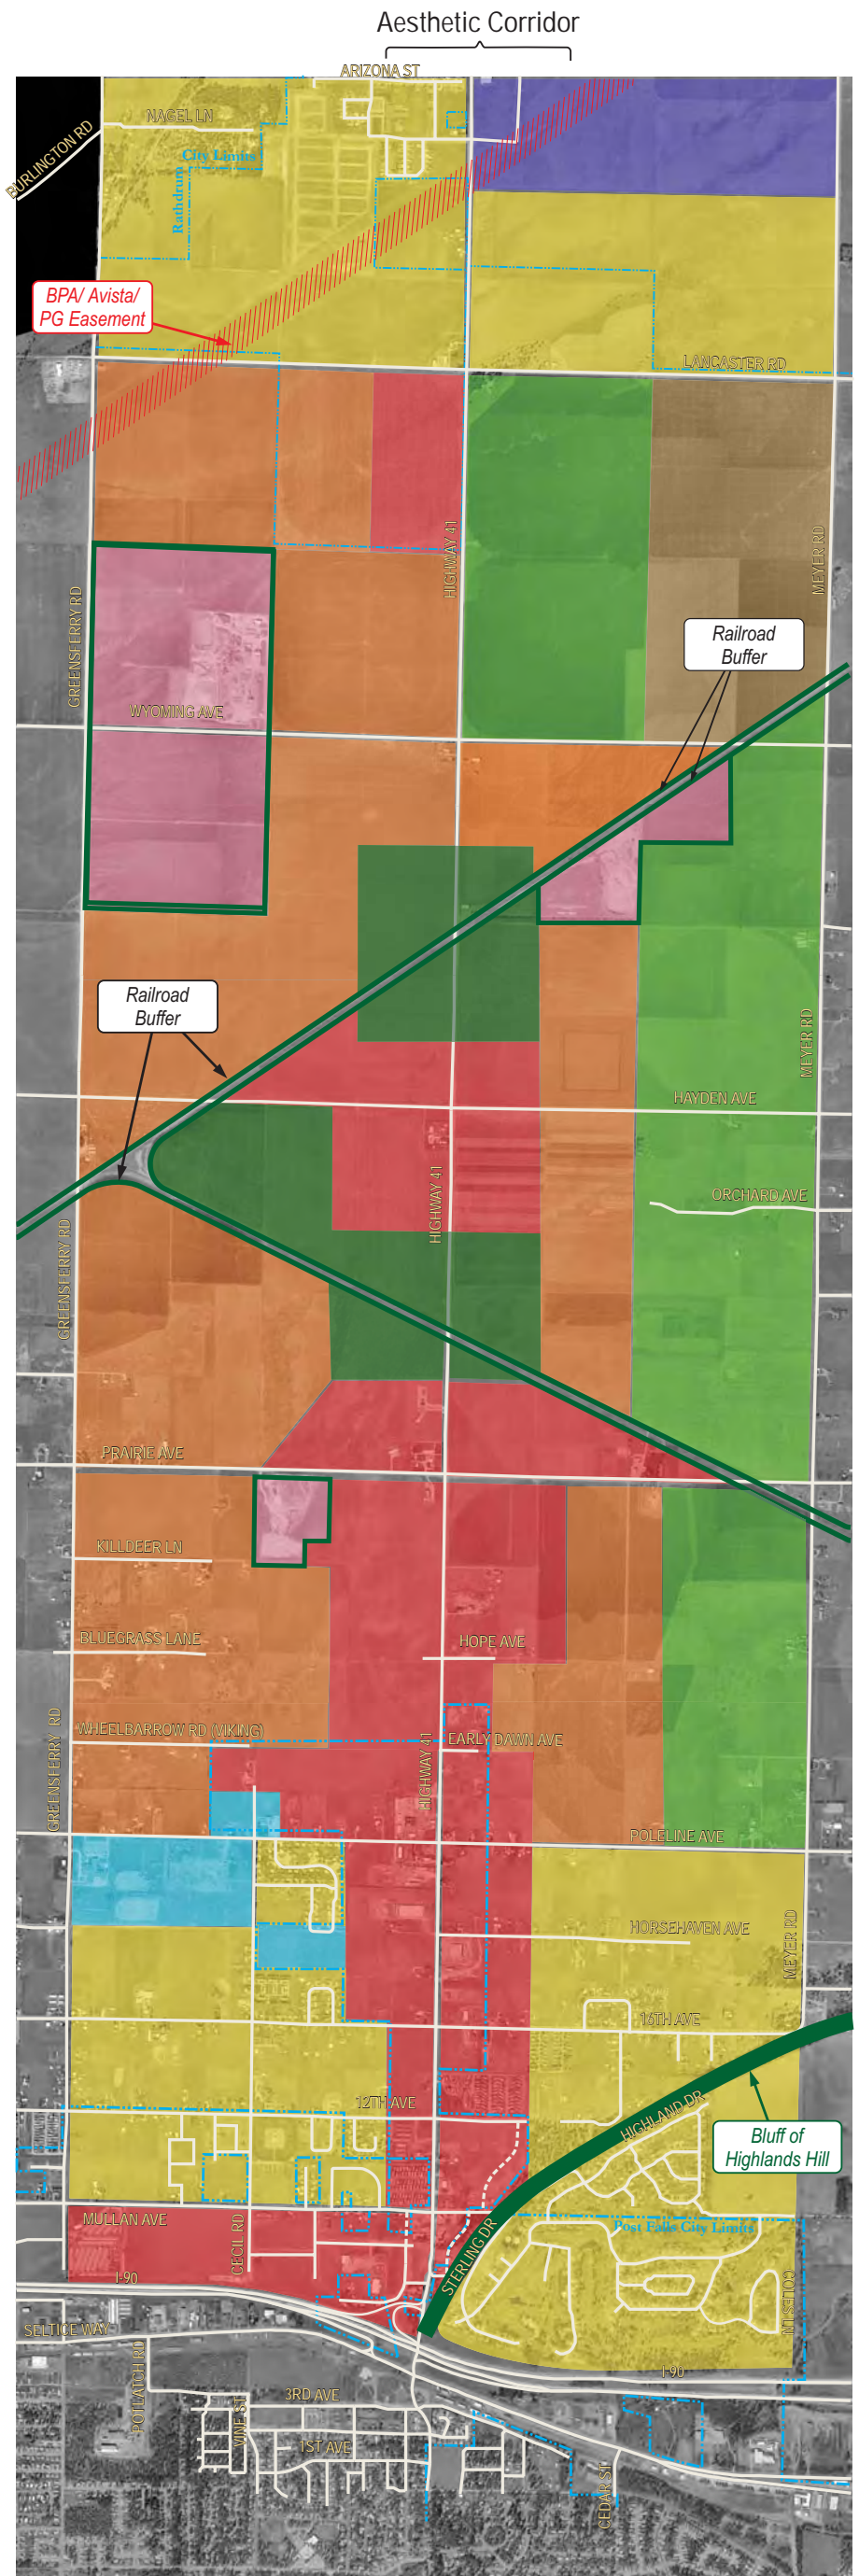 Aesthetic Corridor
ARIZONA ST
NAGEL LN
BURLINGTON RD
City Limits
Rathdrum
BPA/ Avista/
PG Easement
LANCASTER RD
HIGHWAY 41
MEYER RD
GREENSFERRY RD
Railroad
Buffer
WYOMING AVE
Railroad
Buffer
MEYER RD
HAYDEN AVE
ORCHARD AVE
HIGHWAY 41
GREENSFERRY RD
PRAIRIE AVE
KILLDEER LN
BLUEGRASS LANE
HOPE AVE
GREENSFERRY RD
WHEELBARROW RD (VIKING)
EARLY DAWN AVE
HIGHWAY 41
POLELINE AVE
HORSEHAVEN AVE
MEYER RD
16TH AVE
12TH AVE
HIGHLAND DR
Bluff of
Highlands Hill
MULLAN AVE
CECIL RD
Post Falls City Limits
STERLING DR
I-90
COLES LN
SELTICE WAY
POTLATCH RD
I-90
3RD AVE
VINE ST
1ST AVE
CEDAR ST